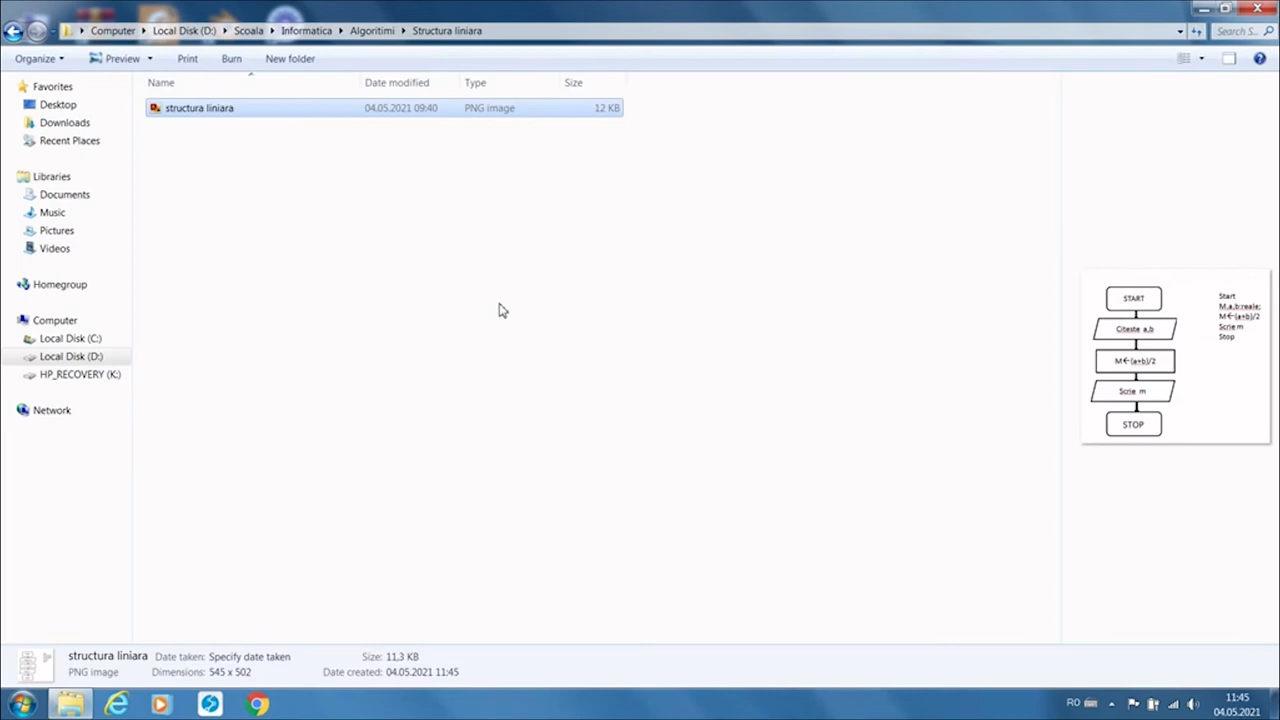 Computer Local Disk (D:) Scoala Informatica Algoritimi Structura liniara Search S...
Organize Preview Print Burn New folder
Favorites
Desktop
Downloads
Recent Places
Libraries
Documents
Music
Pictures
Videos
Homegroup
Computer
Local Disk (C:)
Local Disk (D:)
HP_RECOVERY (K:)
Network
Name Date modified Type Size
structura liniara 04.05.2021 09:40 PNG image 12 KB
START
Citeste a,b
M←(a+b)/2
Scrie m
STOP
Start
M,a,b:reale;
M←(a+b)/2
Scrie m
Stop
structura liniara Date taken: Specify date taken Size: 11,3 KB
PNG image Dimensions: 545 x 502 Date created: 04.05.2021 11:45
RO
11:45
04.05.2021